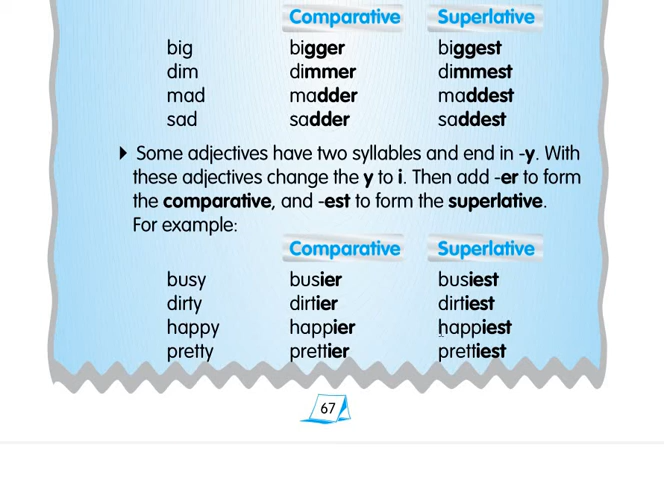 Comparative Superlative
big bigger biggest
dim dimmer dimmest
mad madder maddest
sad sadder saddest
Some adjectives have two syllables and end in -y. With
these adjectives change the y to i. Then add -er to form
the comparative, and -est to form the superlative.
For example:
Comparative Superlative
busy busier busiest
dirty dirtier dirtiest
happy happier happiest
pretty prettier prettiest
67